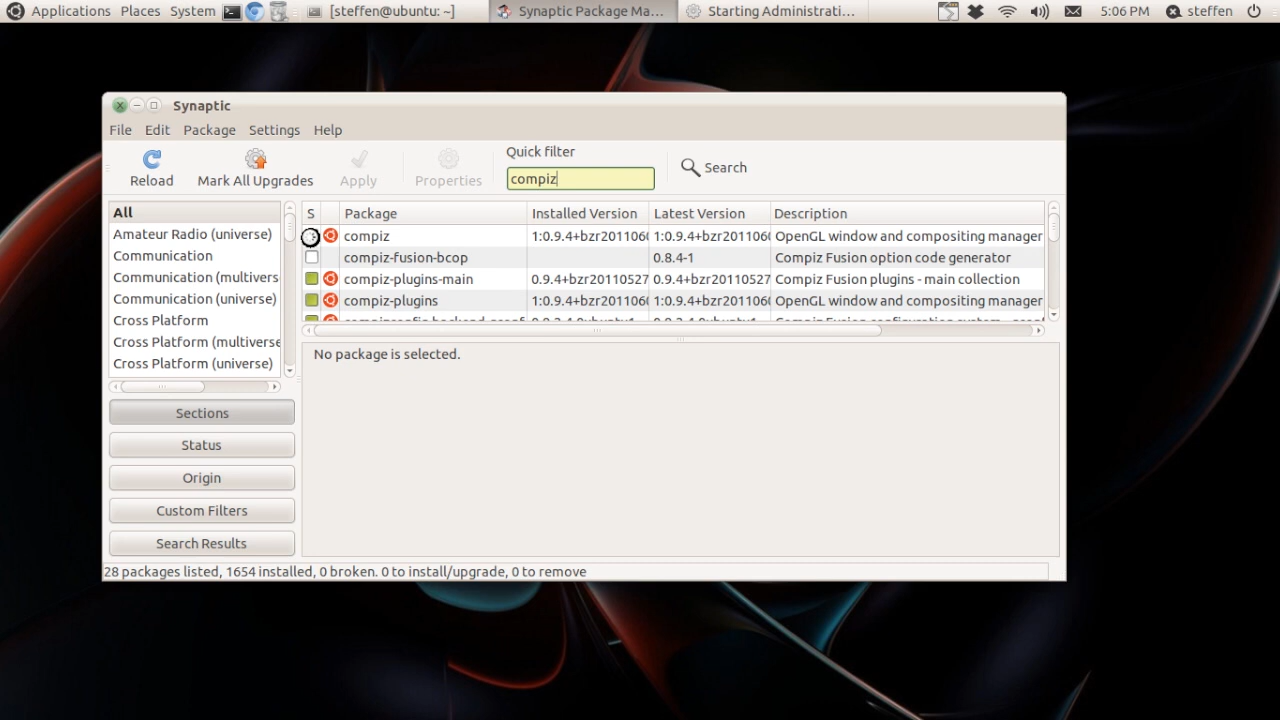 Applications Places System [steffen@ubuntu: ~] Synaptic Package Ma... Starting Administrati... 5:06 PM steffen
Synaptic
File Edit Package Settings Help
Quick filter
Reload Mark All Upgrades Apply Properties compiz Search
All
Amateur Radio (universe)
Communication
Communication (multivers
Communication (universe)
Cross Platform
Cross Platform (multiverse
Cross Platform (universe)
S Package Installed Version Latest Version Description
compiz 1:0.9.4+bzr2011060 1:0.9.4+bzr2011060 OpenGL window and compositing manager
compiz-fusion-bcop 0.8.4-1 Compiz Fusion option code generator
compiz-plugins-main 0.9.4+bzr20110527 0.9.4+bzr20110527 Compiz Fusion plugins - main collection
compiz-plugins 1:0.9.4+bzr2011060 1:0.9.4+bzr2011060 OpenGL window and compositing manager
No package is selected.
Sections
Status
Origin
Custom Filters
Search Results
28 packages listed, 1654 installed, 0 broken. 0 to install/upgrade, 0 to remove